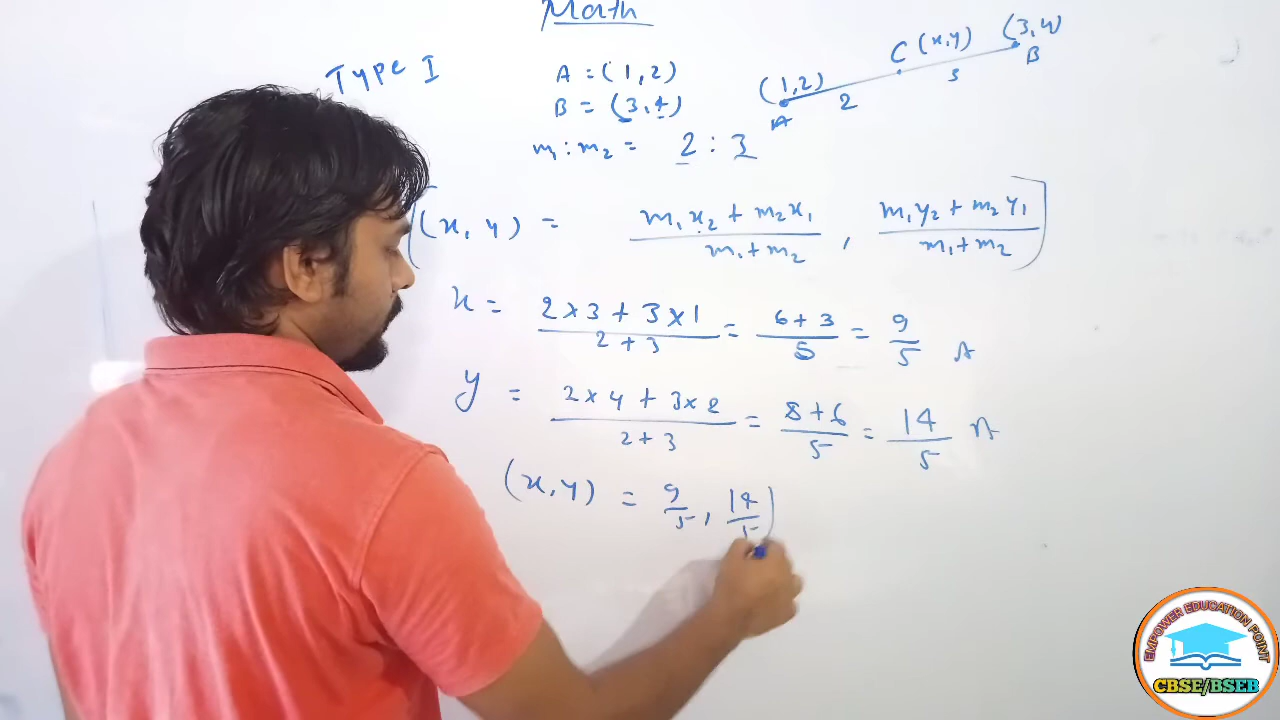 Math
Type I
A = (1,2)
B = (3,4)
m₁ : m₂ = 2 : 3
(1,2) A 2 C (x,y) 3 (3,4) B
(x, y) = m₁x₂ + m₂x₁ / m₁ + m₂ , m₁y₂ + m₂y₁ / m₁ + m₂
x = 2×3 + 3×1 / 2 + 3 = 6 + 3 / 5 = 9/5 A
y = 2×4 + 3×2 / 2 + 3 = 8 + 6 / 5 = 14/5 A
(x, y) = 9/5 , 14/5 )
EMPOWER EDUCATION POINT
CBSE/BSEB